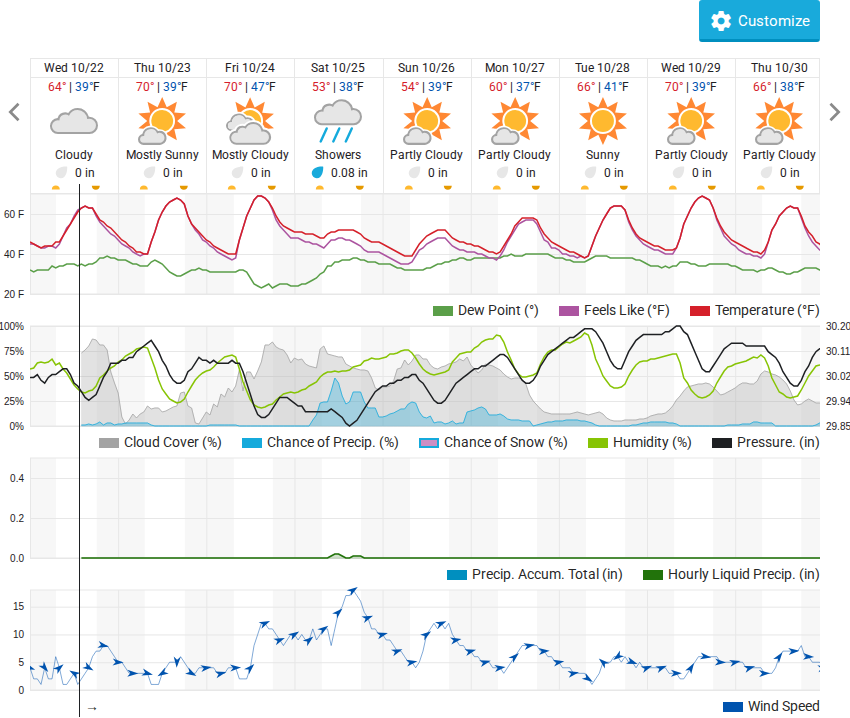 Customize
Wed 10/22 Thu 10/23 Fri 10/24 Sat 10/25 Sun 10/26 Mon 10/27 Tue 10/28 Wed 10/29 Thu 10/30
64° | 39°F 70° | 39°F 70° | 47°F 53° | 38°F 54° | 39°F 60° | 37°F 66° | 41°F 70° | 39°F 66° | 38°F
Cloudy Mostly Sunny Mostly Cloudy Showers Partly Cloudy Partly Cloudy Sunny Partly Cloudy Partly Cloudy
0 in 0 in 0 in 0.08 in 0 in 0 in 0 in 0 in 0 in
60 F
40 F
20 F
Dew Point (°) Feels Like (°F) Temperature (°F)
100% 30.20
75% 30.11
50% 30.02
25% 29.94
0% 29.85
Cloud Cover (%) Chance of Precip. (%) Chance of Snow (%) Humidity (%) Pressure. (in)
0.4
0.2
0.0
Precip. Accum. Total (in) Hourly Liquid Precip. (in)
15
10
5
0
→ Wind Speed